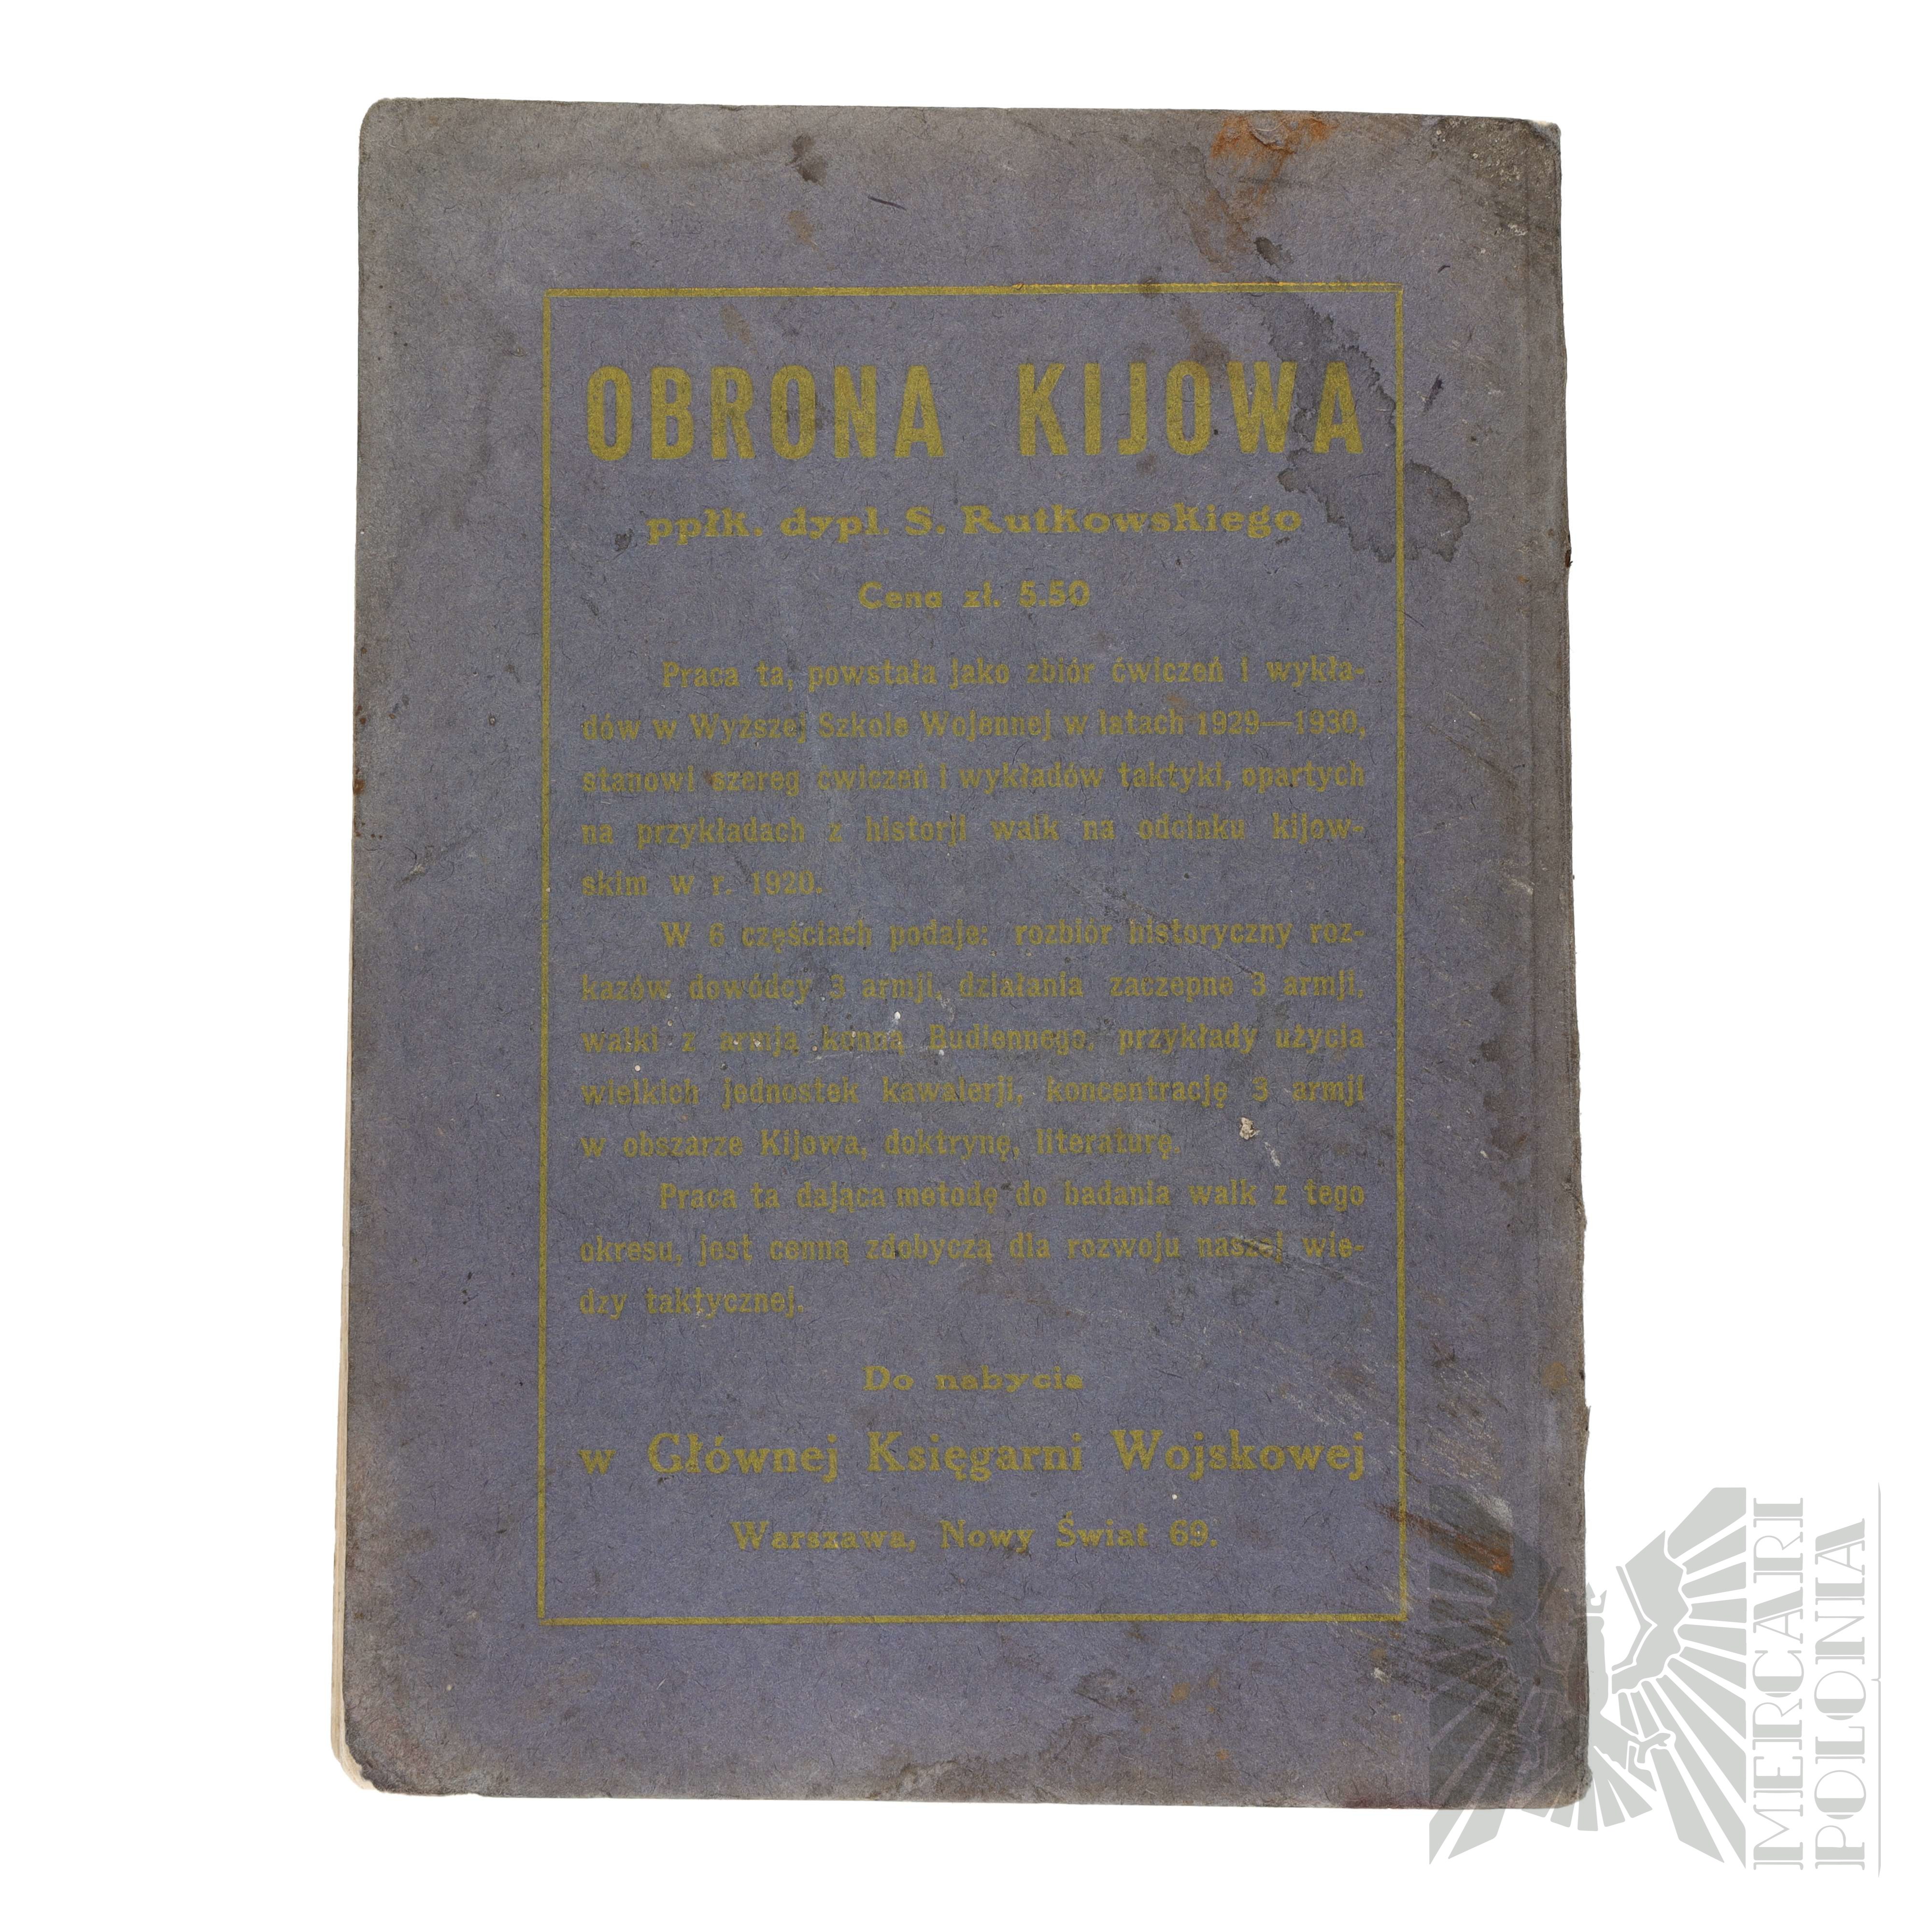 OBRONA KIJOWA
ppłk. dypl. S. Rutkowskiego
Cena zł. 5.50
Praca ta, powstała jako zbiór ćwiczeń i wykła-
dów w Wyższej Szkole Wojennej w latach 1929—1930,
stanowi szereg ćwiczeń i wykładów taktyki, opartych
na przykładach z historji walk na odcinku kijow-
skim w r. 1920.
W 6 częściach podaje: rozbiór historyczny roz-
kazów dowódcy 3 armji, działania zaczepne 3 armji,
walki z armją konną Budiennego, przykłady użycia
wielkich jednostek kawalerji, koncentrację 3 armji
w obszarze Kijowa, doktrynę, literaturę.
Praca ta dająca metodę do badania walk z tego
okresu, jest cenną zdobyczą dla rozwoju naszej wie-
dzy taktycznej.
Do nabycia
w Głównej Księgarni Wojskowej
Warszawa, Nowy Świat 69.
MERCARI
POLONIA